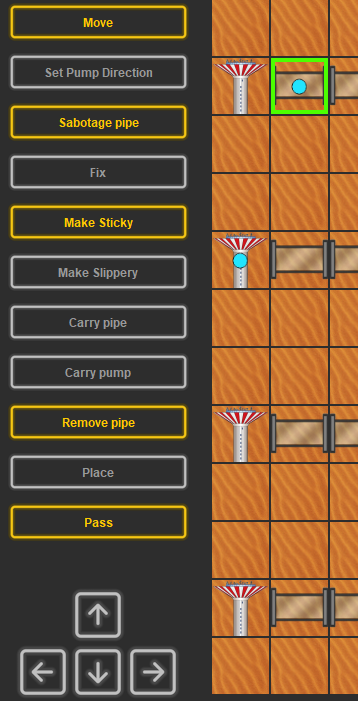 Move
Set Pump Direction
Sabotage pipe
Fix
Make Sticky
Make Slippery
Carry pipe
Carry pump
Remove pipe
Place
Pass